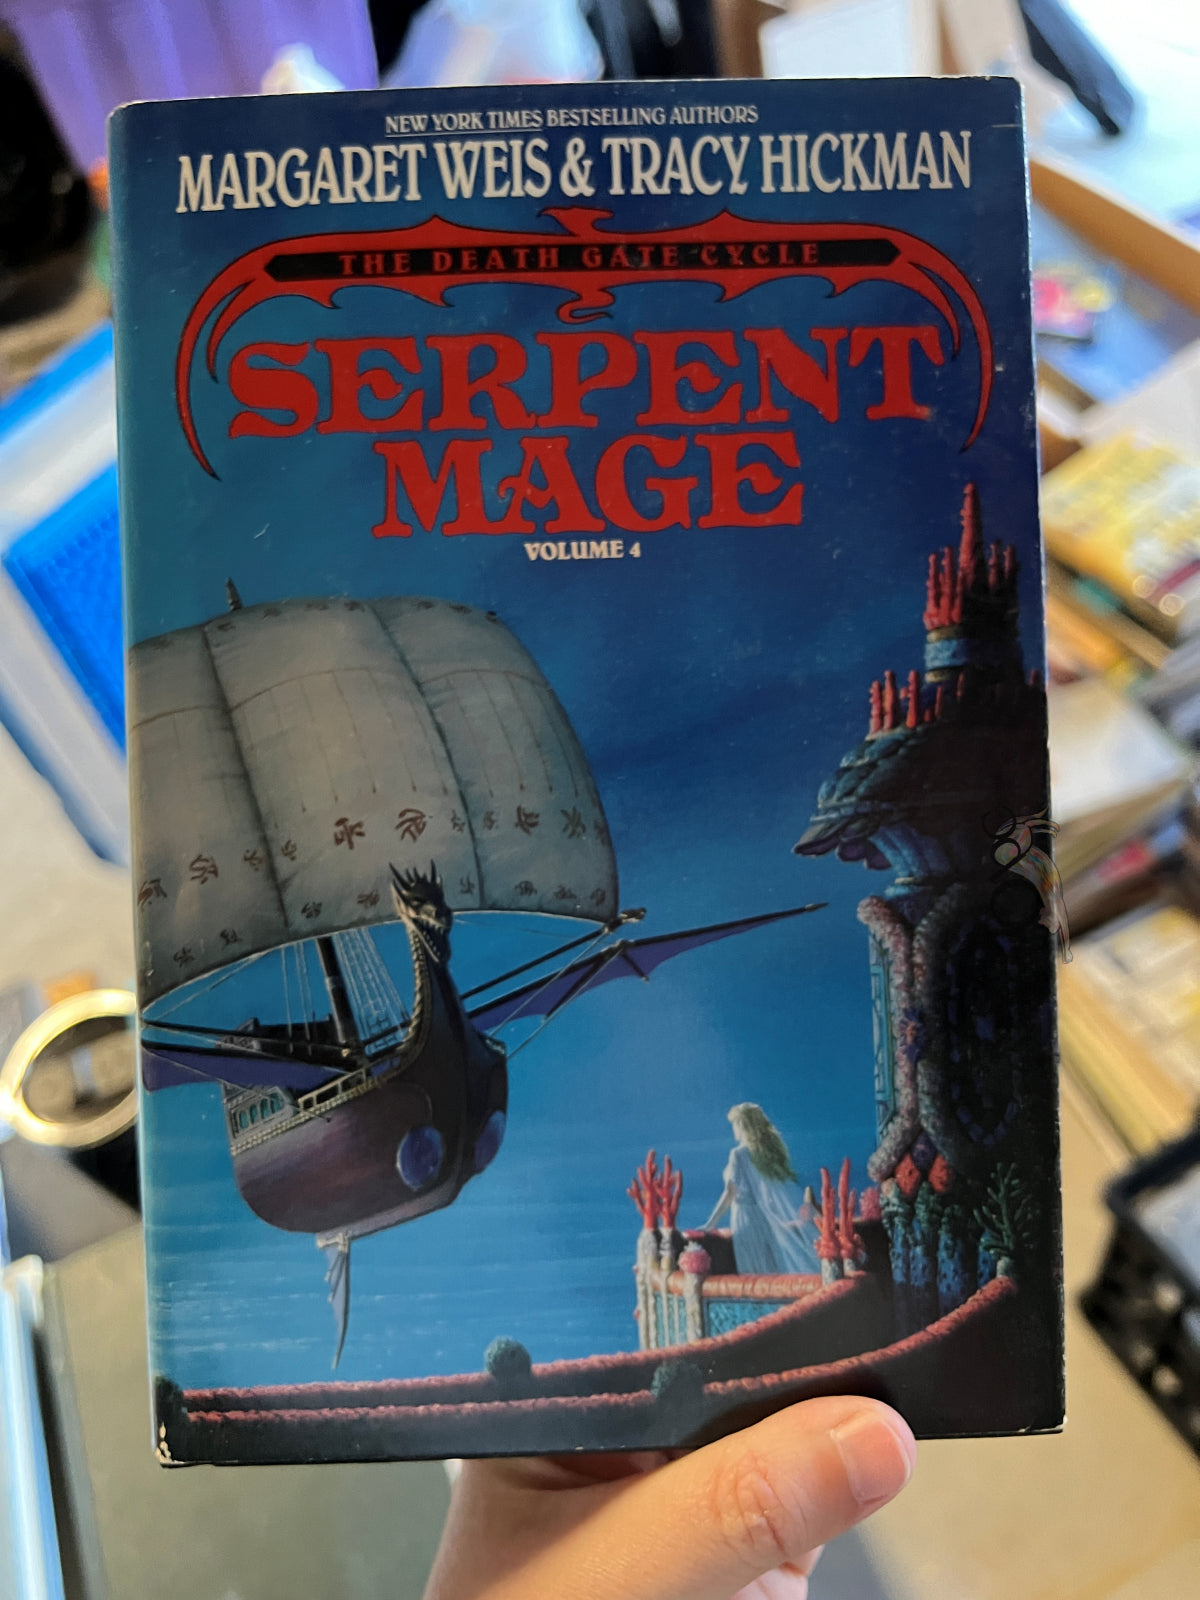 NEW YORK TIMES BESTSELLING AUTHORS
MARGARET WEIS & TRACY HICKMAN
THE DEATH GATE CYCLE
SERPENT
MAGE
VOLUME 4